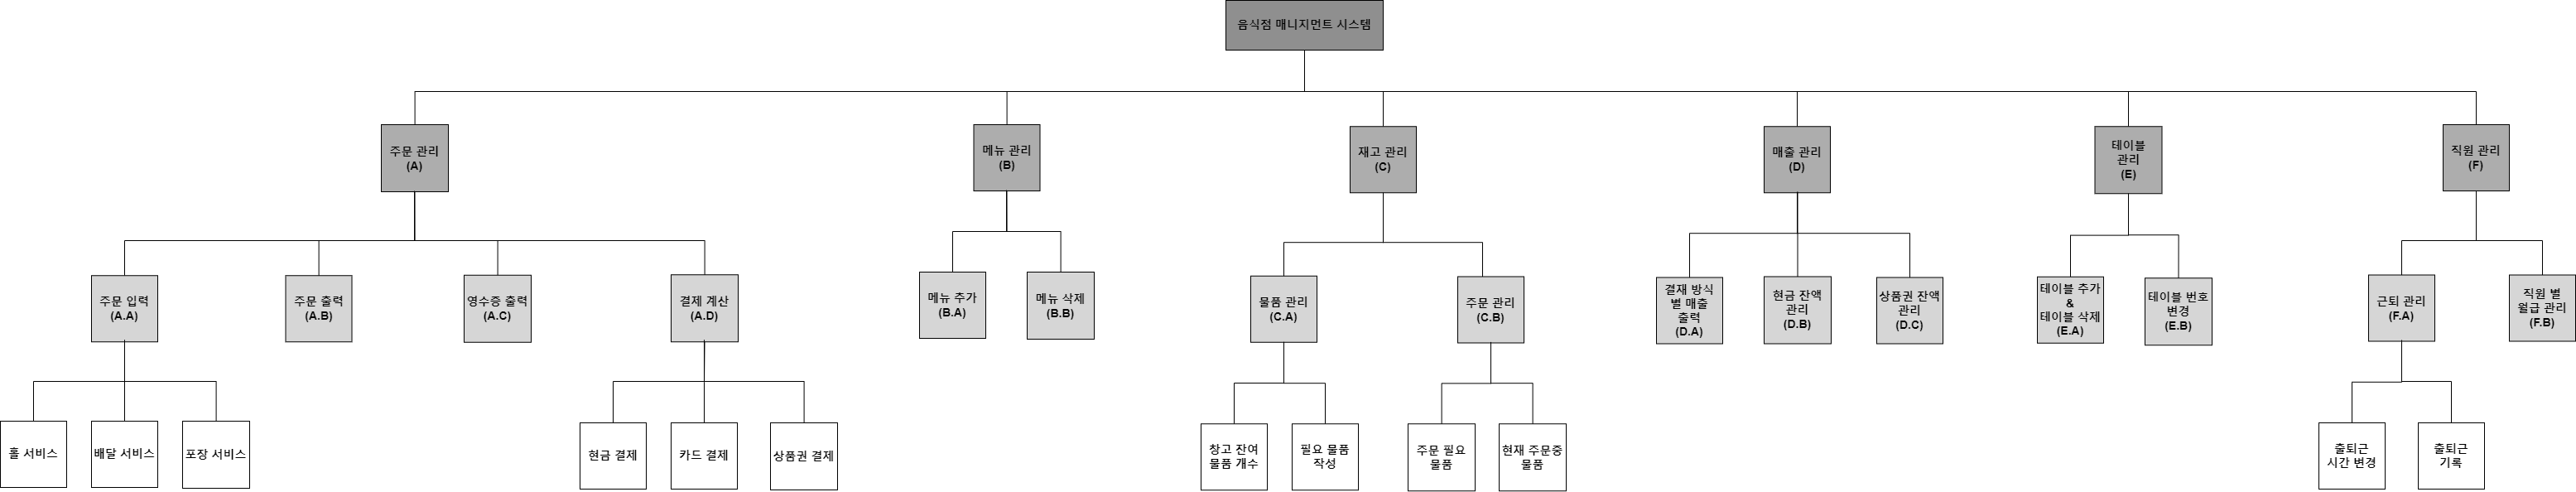 음식점 매니지먼트 시스템
주문 관리
(A)
메뉴 관리
(B)
재고 관리
(C)
매출 관리
(D)
테이블
관리
(E)
직원 관리
(F)
주문 입력
(A.A)
주문 출력
(A.B)
영수증 출력
(A.C)
결제 계산
(A.D)
메뉴 추가
(B.A)
메뉴 삭제
(B.B)
물품 관리
(C.A)
주문 관리
(C.B)
결재 방식
별 매출
출력
(D.A)
현금 잔액
관리
(D.B)
상품권 잔액
관리
(D.C)
테이블 추가
&
테이블 삭제
(E.A)
테이블 번호
변경
(E.B)
근퇴 관리
(F.A)
직원 별
월급 관리
(F.B)
홀 서비스
배달 서비스
포장 서비스
현금 결제
카드 결제
상품권 결제
창고 잔여
물품 개수
필요 물품
작성
주문 필요
물품
현재 주문중
물품
출퇴근
시간 변경
출퇴근
기록